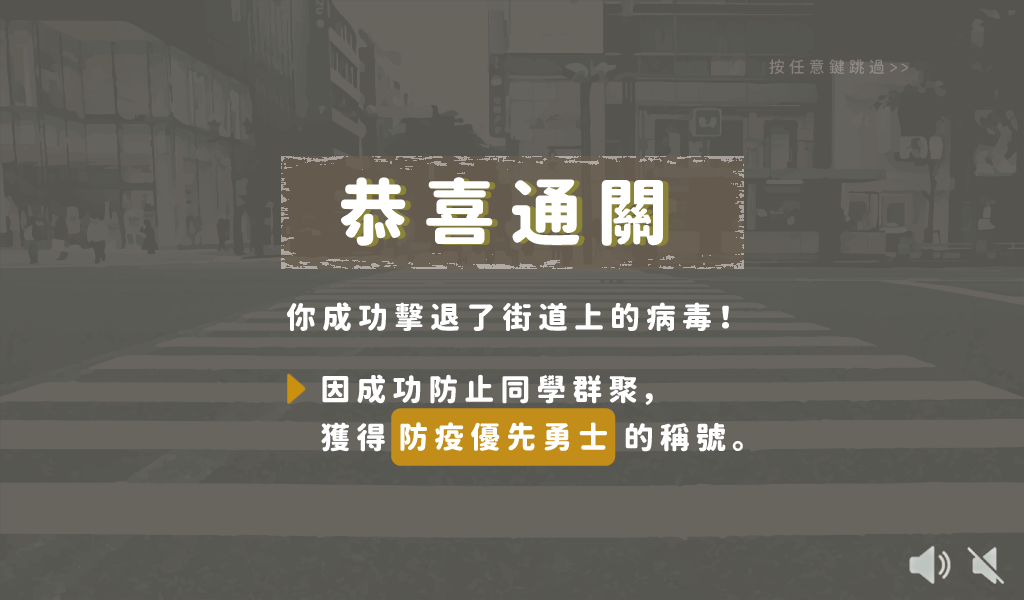 按任意鍵跳過>>
恭喜通關
你成功擊退了街道上的病毒!
因成功防止同學群聚,
獲得 防疫優先勇士 的稱號。